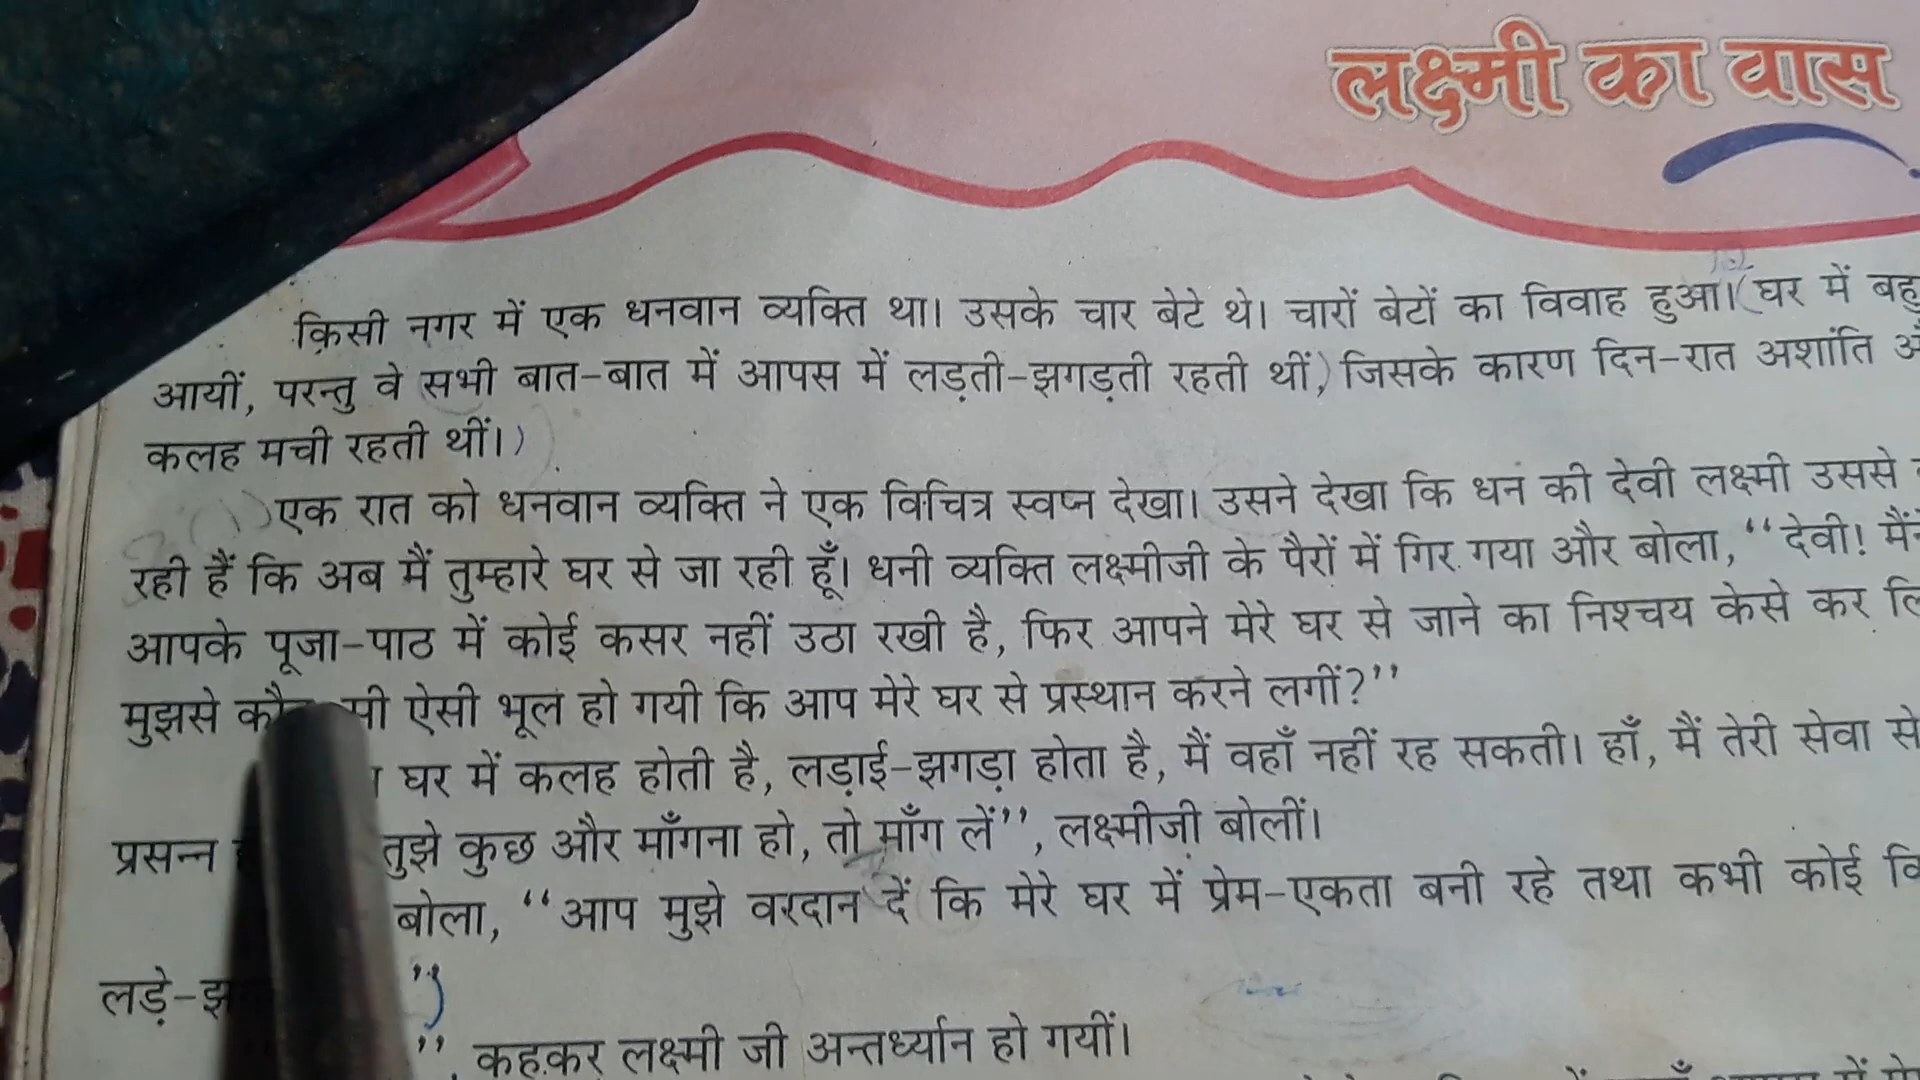 लक्ष्मी का वास
क़िसी नगर में एक धनवान व्यक्ति था। उसके चार बेटे थे। चारों बेटों का विवाह हुआ। (घर में
आयीं, परन्तु वे सभी बात-बात में आपस में लड़ती-झगड़ती रहती थीं,) जिसके कारण दिन-रात अशांति
कलह मची रहती थीं।)
एक रात को धनवान व्यक्ति ने एक विचित्र स्वप्न देखा। उसने देखा कि धन की देवी लक्ष्मी उससे
रही हैं कि अब मैं तुम्हारे घर से जा रही हूँ। धनी व्यक्ति लक्ष्मीजी के पैरों में गिर गया और बोला, “देवी!
आपके पूजा-पाठ में कोई कसर नहीं उठा रखी है, फिर आपने मेरे घर से जाने का निश्चय केसे कर
मुझसे ऐसी भूल हो गयी कि आप मेरे घर से प्रस्थान करने लगीं?”
घर में कलह होती है, लड़ाई-झगड़ा होता है, मैं वहाँ नहीं रह सकती। हाँ, मैं तेरी सेवा से
प्रसन्न तुझे कुछ और माँगना हो, तो माँग लें”, लक्ष्मीजी बोलीं।
बोला, “आप मुझे वरदान दें कि मेरे घर में प्रेम-एकता बनी रहे तथा कभी कोई
लड़े- ”)
”, कहकर लक्ष्मी जी अन्तर्ध्यान हो गयीं।